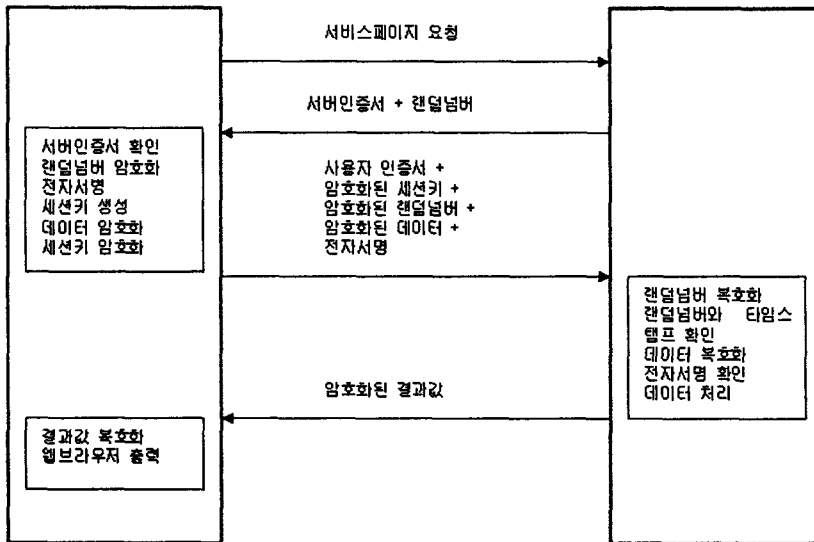 서비스페이지 요청
서버인증서 + 랜덤넘버
서버인증서 확인
랜덤넘버 암호화
전자서명
세션키 생성
데이터 암호화
세션키 암호화
사용자 인증서 +
암호화된 세션키 +
암호화된 랜덤넘버 +
암호화된 데이터 +
전자서명
랜덤넘버 복호화
랜덤넘버와 타임스
탬프 확인
데이터 복호화
전자서명 확인
데이터 처리
암호화된 결과값
결과값 복호화
웹브라우저 출력